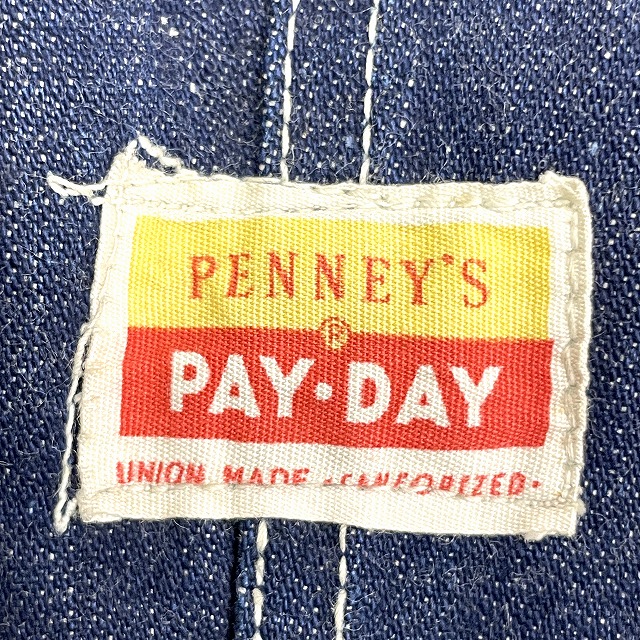 PENNEY'S
®
PAY·DAY
UNION MADE ·SANFORIZED·